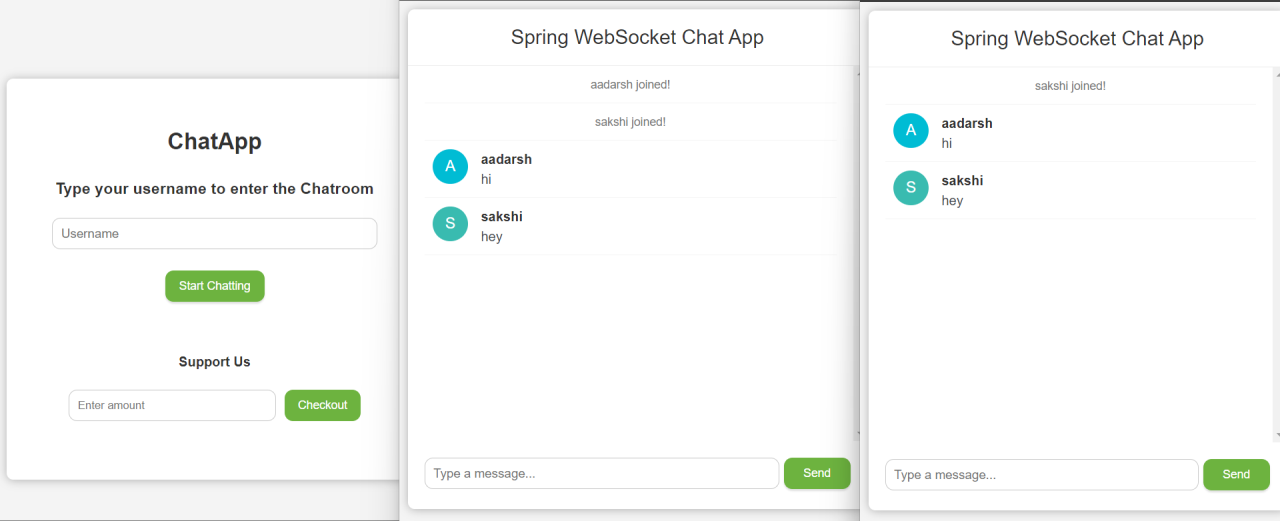 ChatApp
Type your username to enter the Chatroom
Username
Start Chatting
Support Us
Enter amount
Checkout
Spring WebSocket Chat App
aadarsh joined!
sakshi joined!
A
aadarsh
hi
S
sakshi
hey
Type a message...
Send
Spring WebSocket Chat App
sakshi joined!
A
aadarsh
hi
S
sakshi
hey
Type a message...
Send